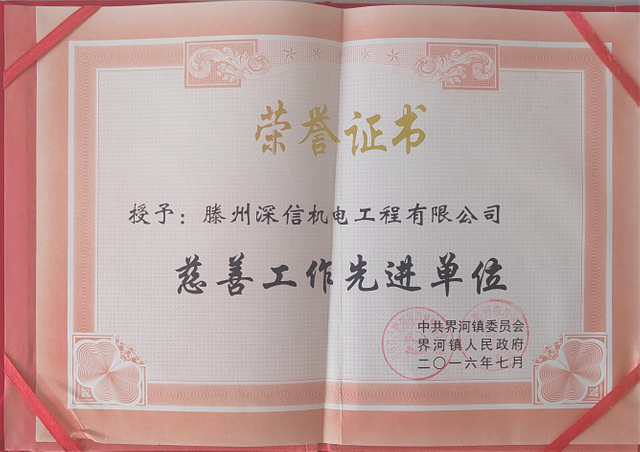 荣誉证书
授予：滕州深信机电工程有限公司
慈善工作先进单位
中共界河镇委员会
界河镇人民政府
二〇一六年七月